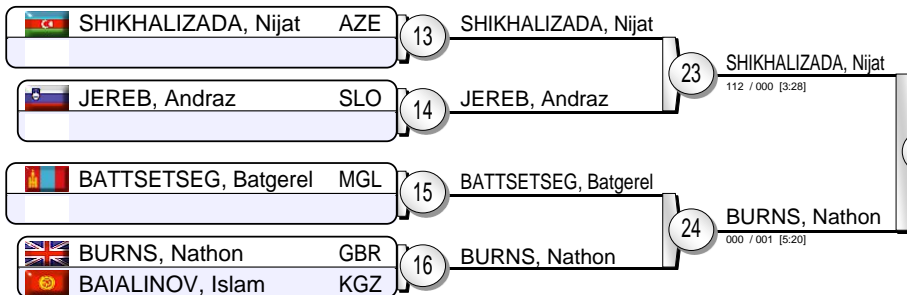 SHIKHALIZADA, Nijat AZE
13
SHIKHALIZADA, Nijat
23
SHIKHALIZADA, Nijat
112 / 000 [3:28]
JEREB, Andraz SLO
14
JEREB, Andraz
BATTSETSEG, Batgerel MGL
15
BATTSETSEG, Batgerel
24
BURNS, Nathon
000 / 001 [5:20]
BURNS, Nathon GBR
16
BURNS, Nathon
BAIALINOV, Islam KGZ